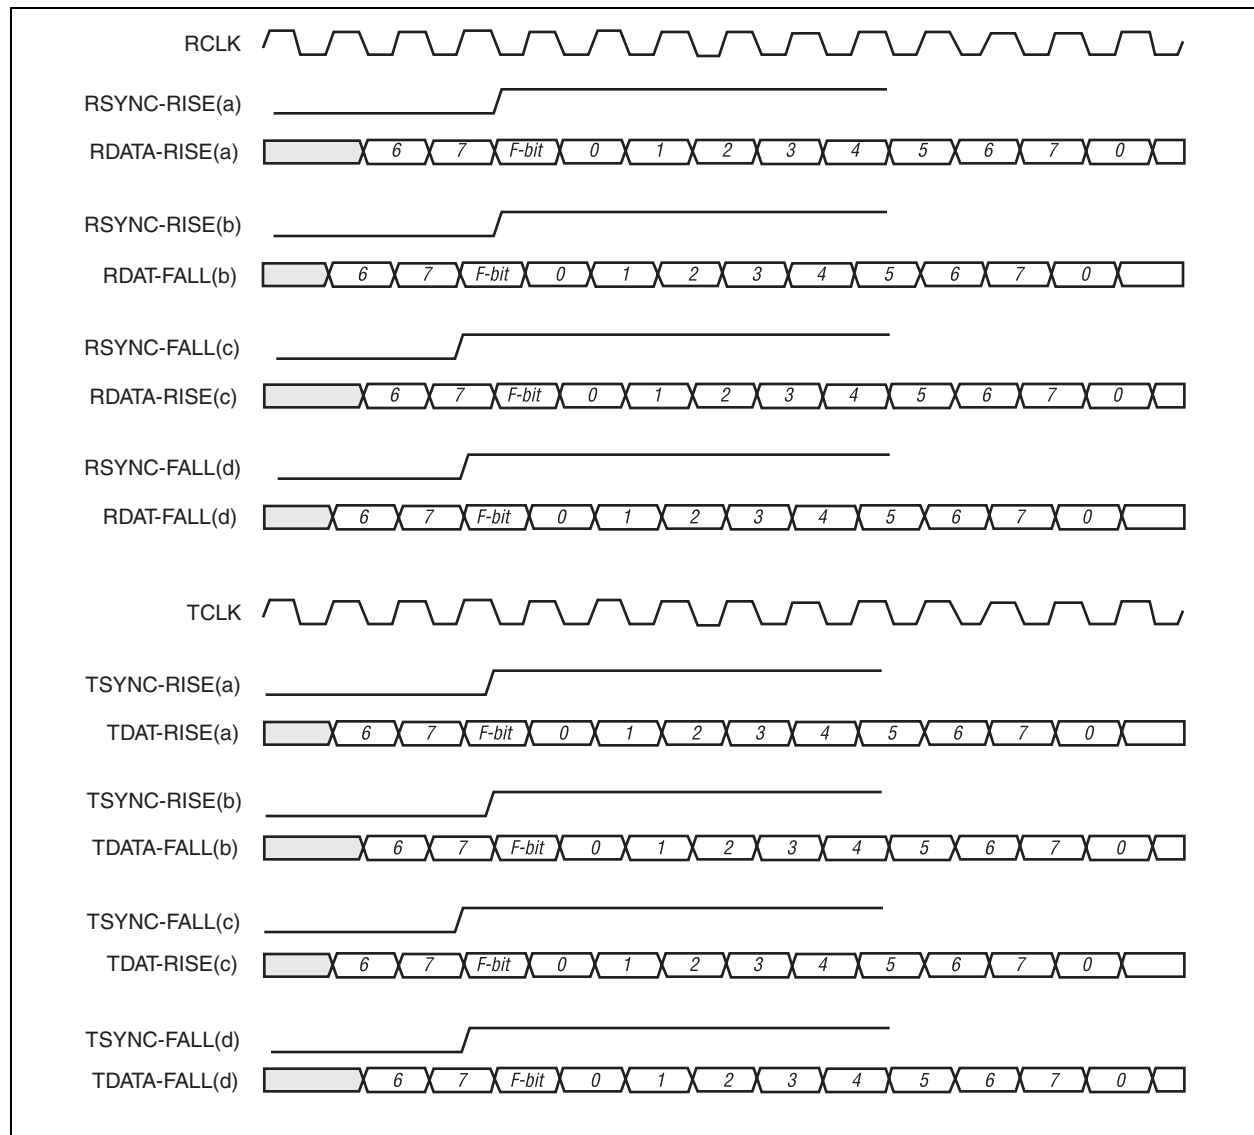 RCLK
RSYNC-RISE(a)
RDATA-RISE(a) 6 7 F-bit 0 1 2 3 4 5 6 7 0
RSYNC-RISE(b)
RDAT-FALL(b) 6 7 F-bit 0 1 2 3 4 5 6 7 0
RSYNC-FALL(c)
RDATA-RISE(c) 6 7 F-bit 0 1 2 3 4 5 6 7 0
RSYNC-FALL(d)
RDAT-FALL(d) 6 7 F-bit 0 1 2 3 4 5 6 7 0
TCLK
TSYNC-RISE(a)
TDAT-RISE(a) 6 7 F-bit 0 1 2 3 4 5 6 7 0
TSYNC-RISE(b)
TDATA-FALL(b) 6 7 F-bit 0 1 2 3 4 5 6 7 0
TSYNC-FALL(c)
TDAT-RISE(c) 6 7 F-bit 0 1 2 3 4 5 6 7 0
TSYNC-FALL(d)
TDATA-FALL(d) 6 7 F-bit 0 1 2 3 4 5 6 7 0